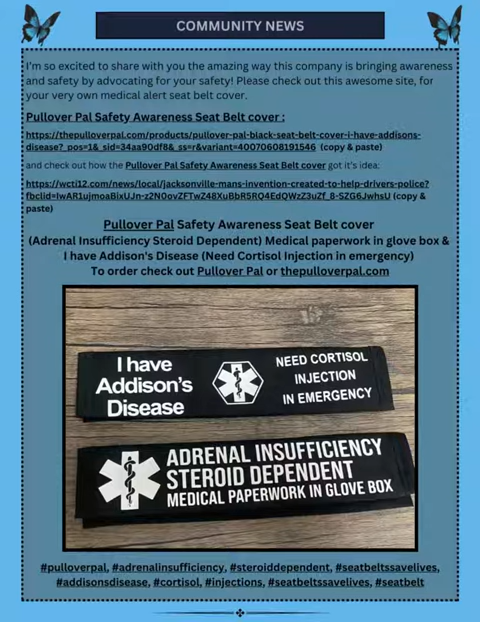 COMMUNITY NEWS
I'm so excited to share with you the amazing way this company is bringing awareness
and safety by advocating for your safety! Please check out this awesome site, for
your very own medical alert seat belt cover.
Pullover Pal Safety Awareness Seat Belt cover :
https://thepulloverpal.com/products/pullover-pal-black-seat-belt-cover-i-have-addisons-
disease?_pos=1&_sid=34aa90df8&_ss=r&variant=40070608191546 (copy & paste)
and check out how the Pullover Pal Safety Awareness Seat Belt cover got it's idea:
https://wcti12.com/news/local/jacksonville-mans-invention-created-to-help-drivers-police?
fbclid=IwAR1ujmoaBixUJn-z2N0ovZFTwZ48XuBbR5RQ4EdQWzZ3uZf_8-SZG6JwhsU (copy &
paste)
Pullover Pal Safety Awareness Seat Belt cover
(Adrenal Insufficiency Steroid Dependent) Medical paperwork in glove box &
I have Addison's Disease (Need Cortisol Injection in emergency)
To order check out Pullover Pal or thepulloverpal.com
I have
Addison's
Disease
NEED CORTISOL
INJECTION
IN EMERGENCY
ADRENAL INSUFFICIENCY
STEROID DEPENDENT
MEDICAL PAPERWORK IN GLOVE BOX
#pulloverpal, #adrenalinsufficiency, #steroiddependent, #seatbeltssavelives,
#addisonsdisease, #cortisol, #injections, #seatbeltssavelives, #seatbelt